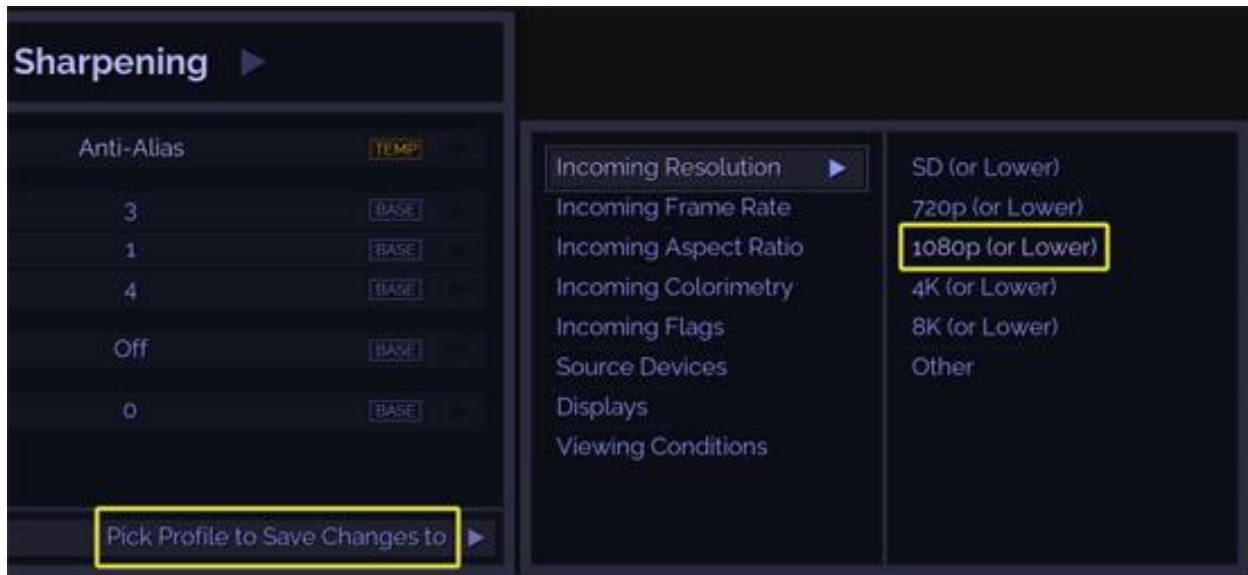 Sharpening
Anti-Alias TEMP
3 BASE
1 BASE
4 BASE
Off BASE
0 BASE
Pick Profile to Save Changes to
Incoming Resolution
Incoming Frame Rate
Incoming Aspect Ratio
Incoming Colorimetry
Incoming Flags
Source Devices
Displays
Viewing Conditions
SD (or Lower)
720p (or Lower)
1080p (or Lower)
4K (or Lower)
8K (or Lower)
Other